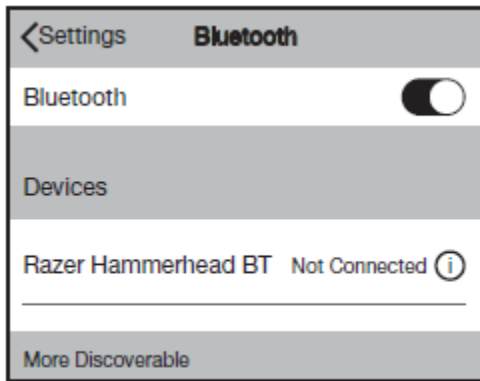 Settings Bluetooth
Bluetooth
Devices
Razer Hammerhead BT Not Connected i
More Discoverable